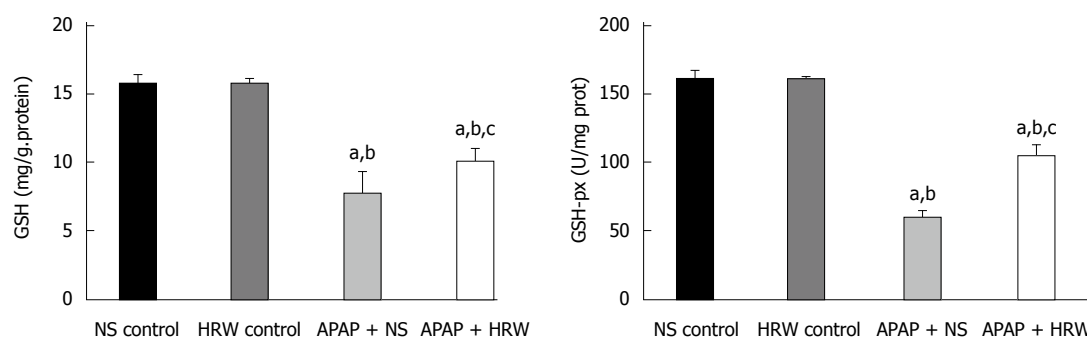 GSH (mg/g.protein)
20
15
10
5
0
a,b
a,b,c
NS control
HRW control
APAP + NS
APAP + HRW
GSH-px (U/mg prot)
200
150
100
50
0
a,b
a,b,c
NS control
HRW control
APAP + NS
APAP + HRW